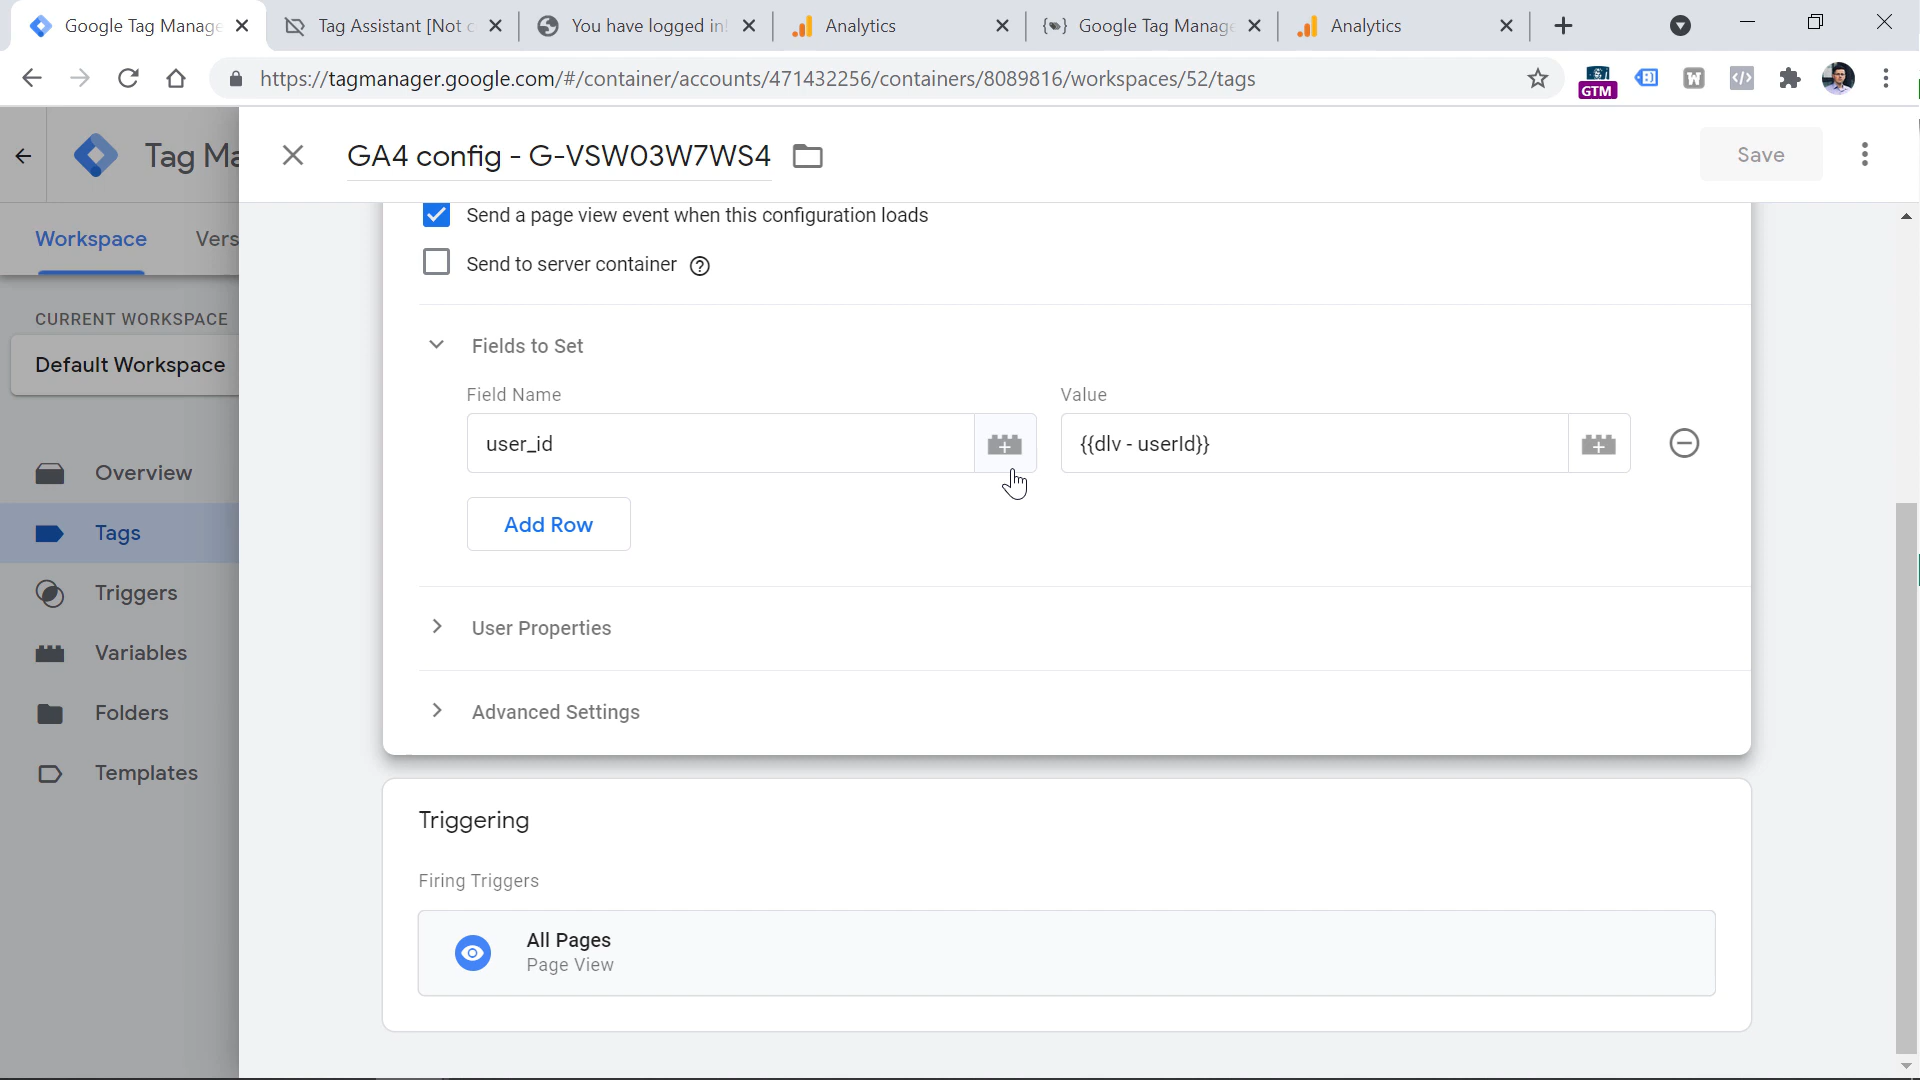 Google Tag Manage
Tag Assistant [Not c
You have logged in!
Analytics
Google Tag Manage
Analytics
https://tagmanager.google.com/#/container/accounts/471432256/containers/8089816/workspaces/52/tags
GTM
Tag Ma
GA4 config - G-VSW03W7WS4
Save
Workspace
Vers
Send a page view event when this configuration loads
Send to server container
CURRENT WORKSPACE
Default Workspace
Fields to Set
Field Name
Value
user_id
{{dlv - userId}}
Add Row
Overview
Tags
Triggers
Variables
Folders
Templates
User Properties
Advanced Settings
Triggering
Firing Triggers
All Pages
Page View